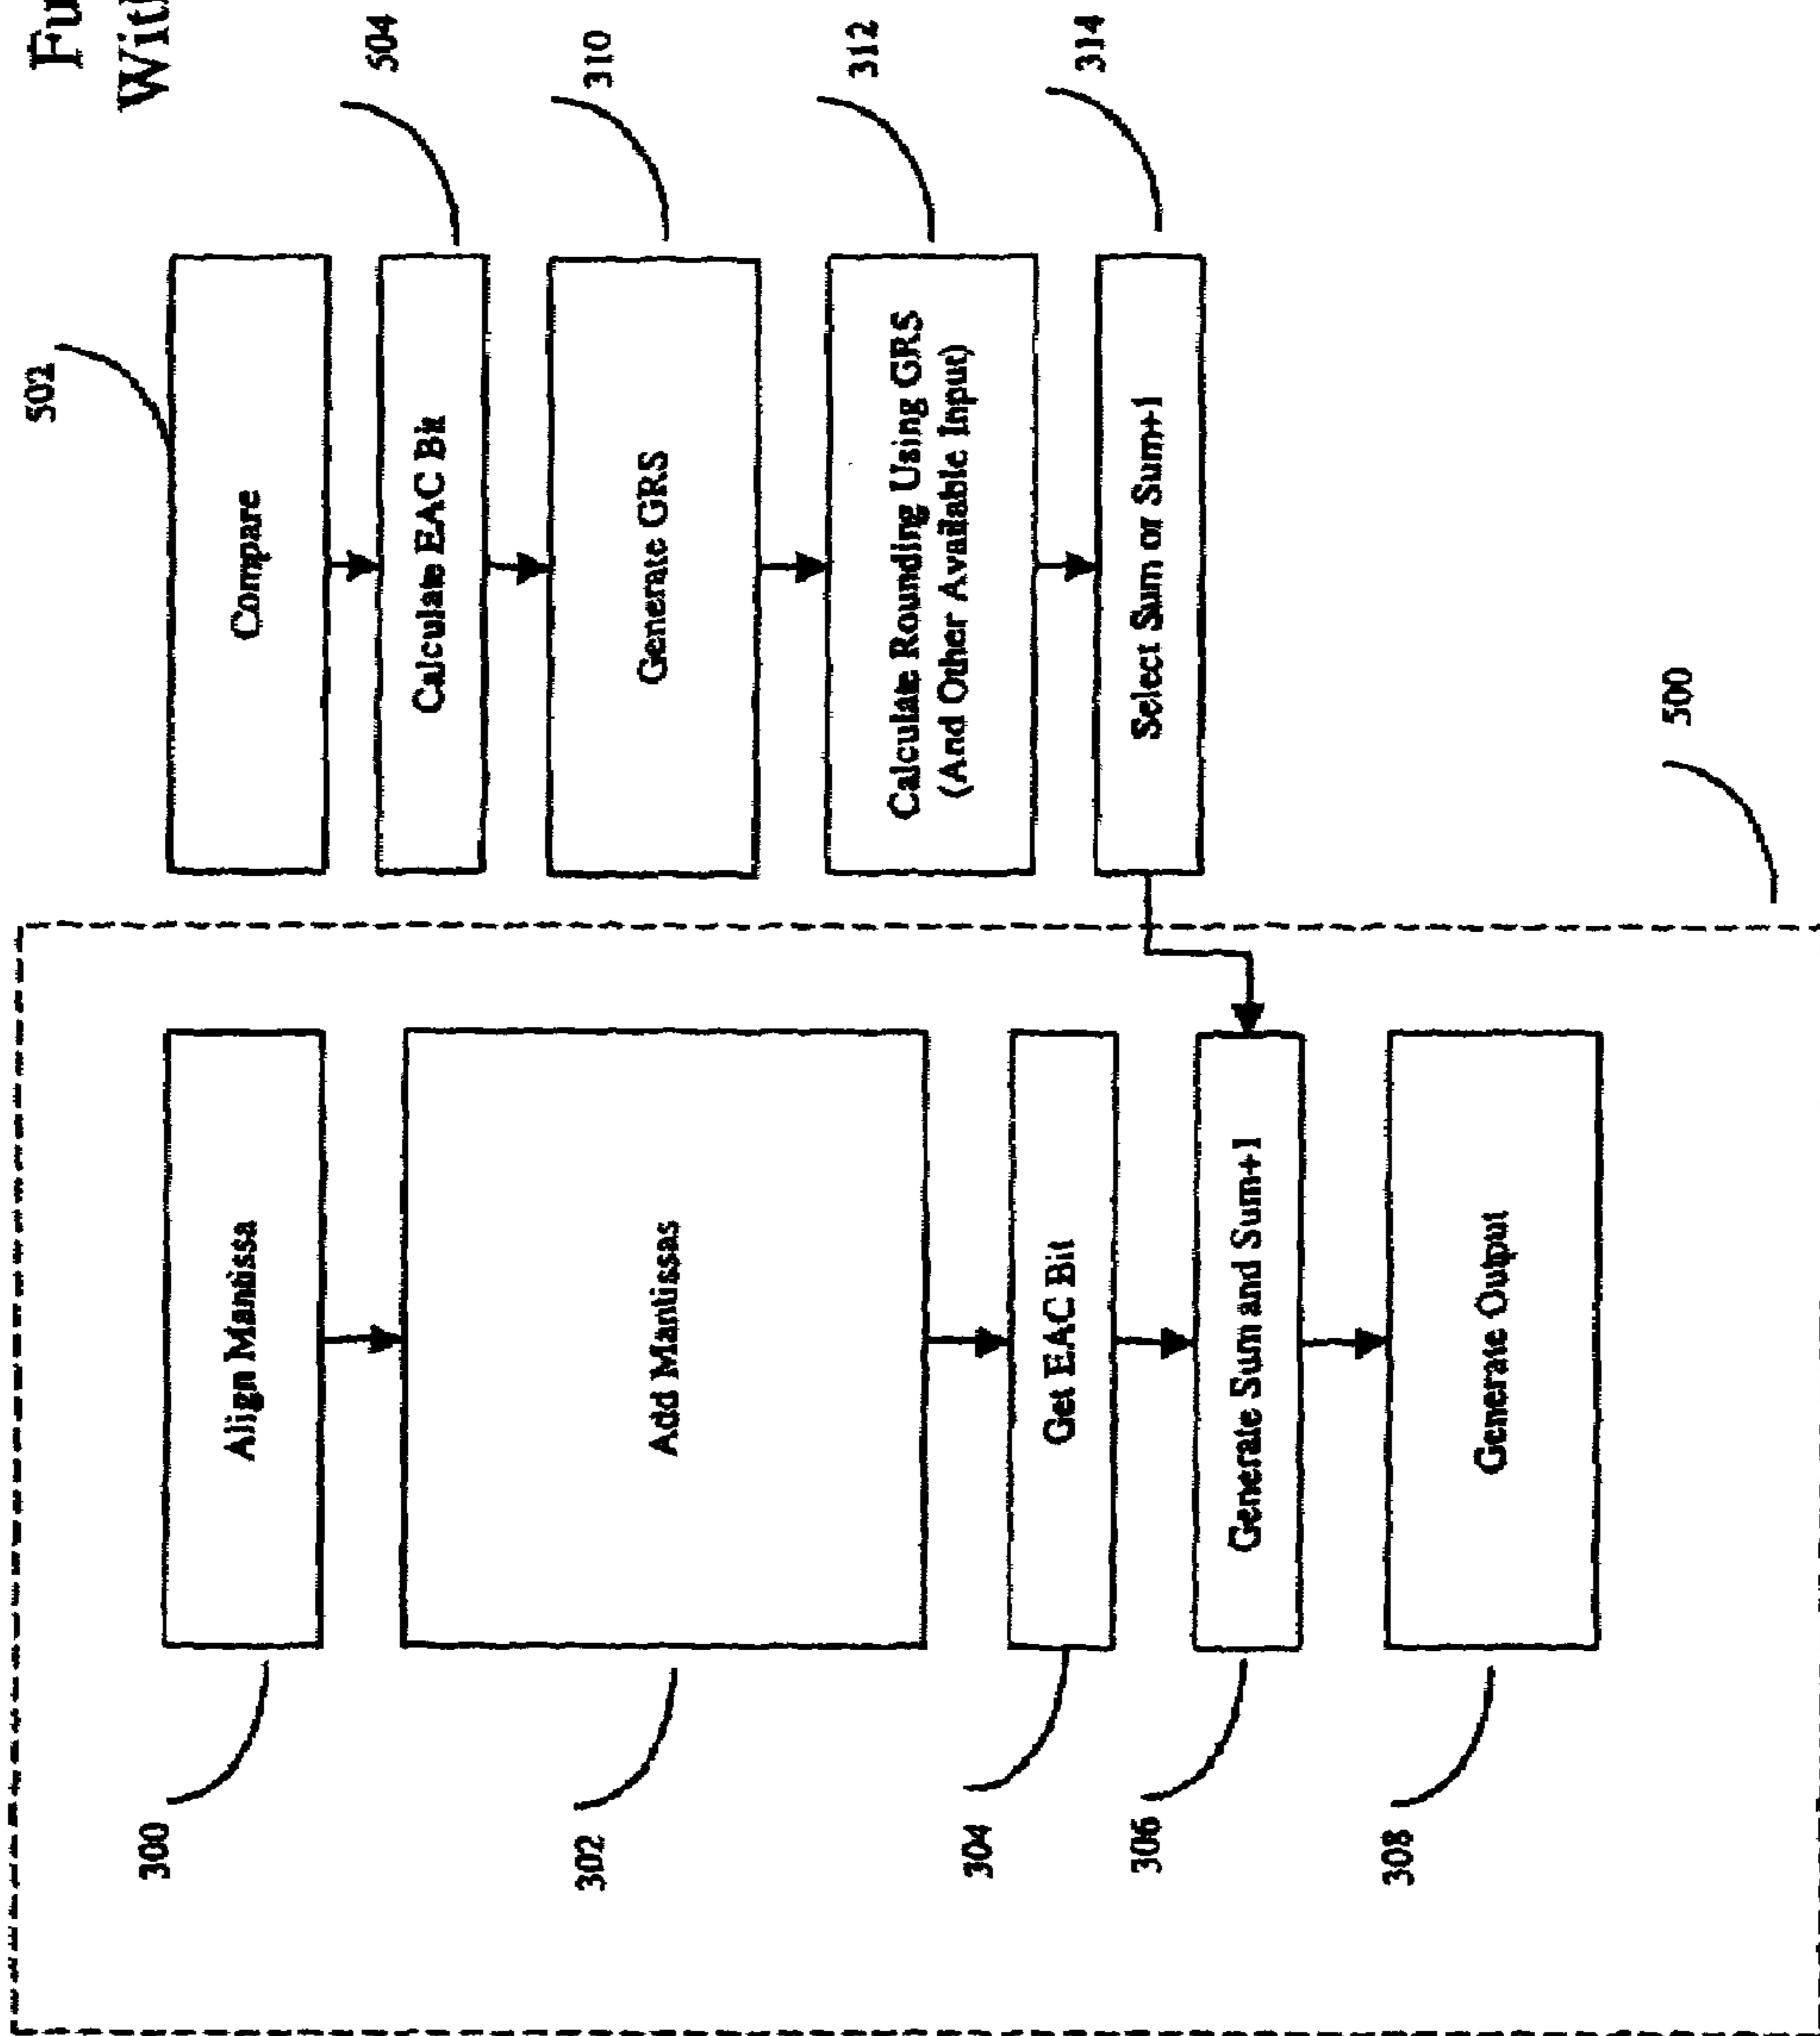 Fu
With
300
Align Mantissa
302
Add Mantissas
304
Get EAC Bit
306
Generate Sum and Sum+1
308
Generate Output
502
Compare
504
Calculate EAC Bit
310
Generate GRS
312
Calculate Rounding Using GRS
(And Other Available Input)
314
Select Sum or Sum+1
500